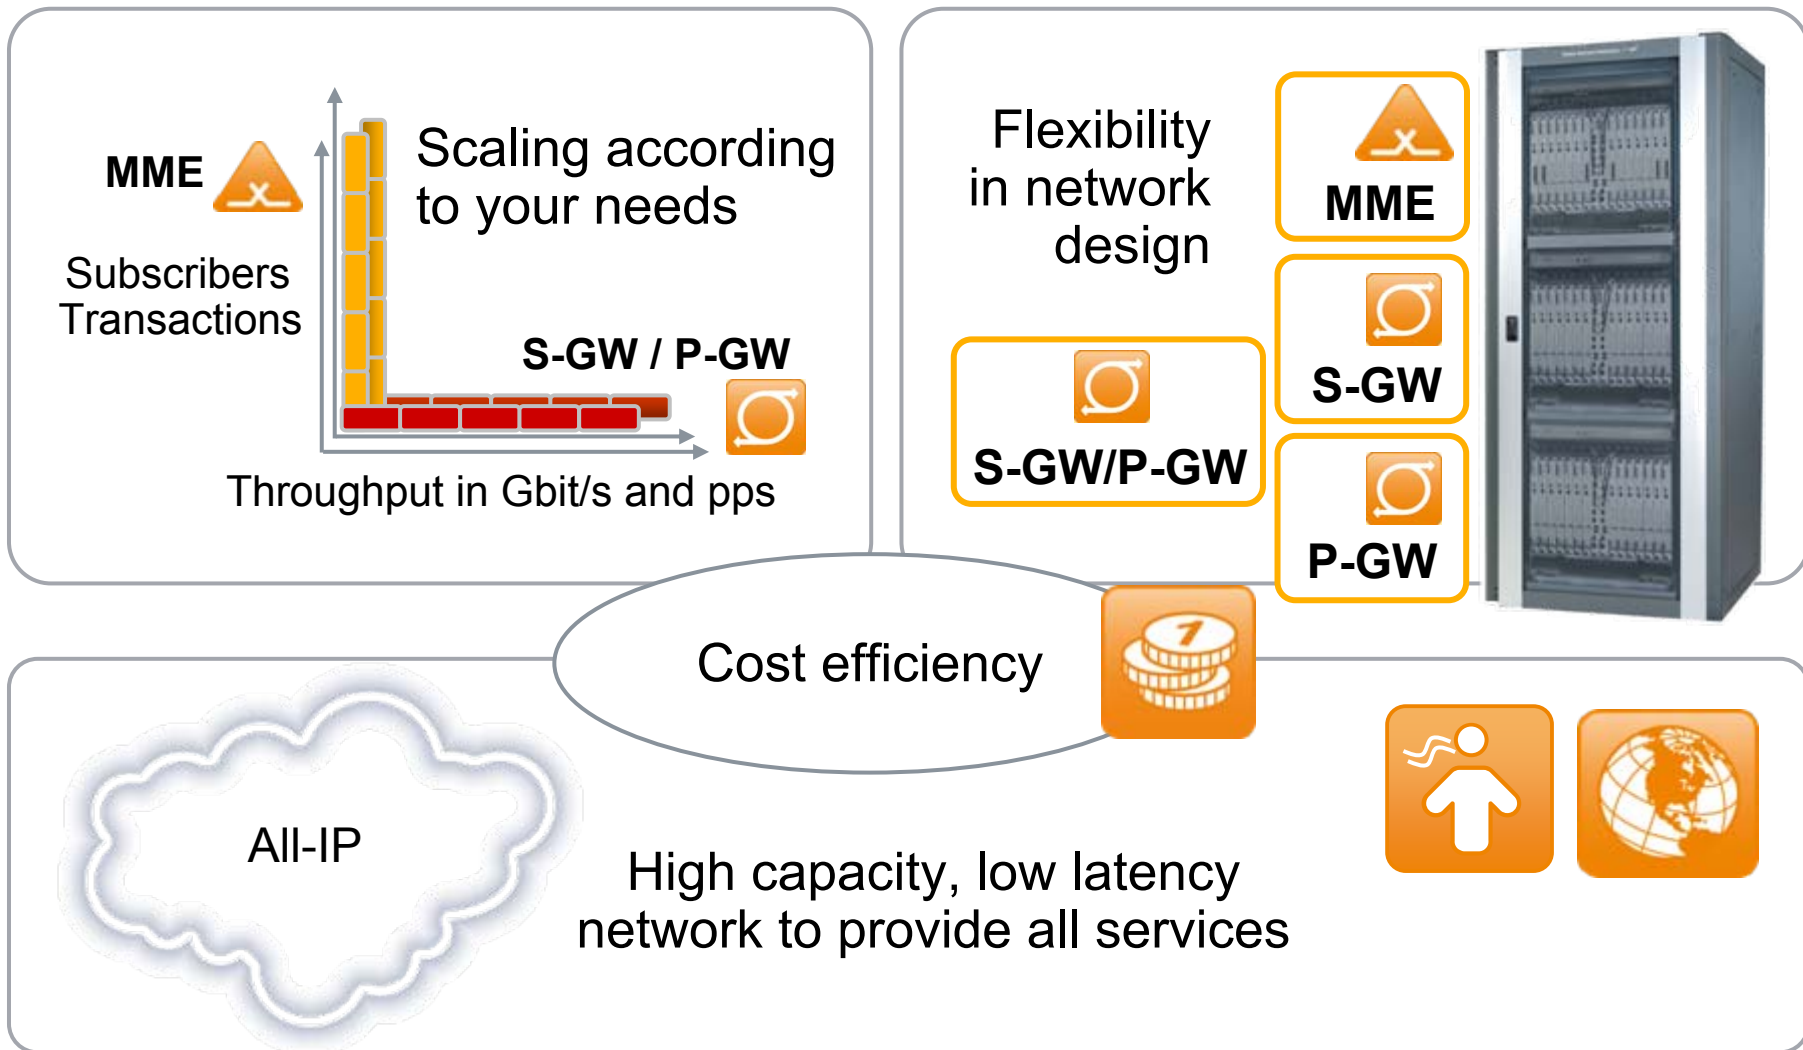 Scaling according
to your needs
MME
Subscribers
Transactions
S-GW / P-GW
Throughput in Gbit/s and pps
Flexibility
in network
design
MME
S-GW
S-GW/P-GW
P-GW
Cost efficiency
1
All-IP
High capacity, low latency
network to provide all services